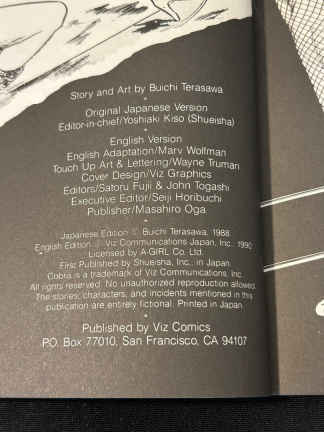 Story and Art by Buichi Terasawa
Original Japanese Version
Editor-in-chief/Yoshiaki Kiso (Shueisha)
English Version
English Adaptation/Marv Wolfman
Touch Up Art & Lettering/Wayne Truman
Cover Design/Viz Graphics
Editors/Satoru Fujii & John Togashi
Executive Editor/Seiji Horibuchi
Publisher/Masahiro Oga
Japanese Edition © Buichi Terasawa, 1988
English Edition © Viz Communications Japan, Inc. 1990
Licensed by A-GIRL Co. Ltd.
First Published by Shueisha, Inc., in Japan
Cobra is a trademark of Viz Communications, Inc.
All rights reserved. No unauthorized reproduction allowed.
The stories, characters, and incidents mentioned in this
publication are entirely fictional. Printed in Japan.
Published by Viz Comics
P.O. Box 77010, San Francisco, CA 94107